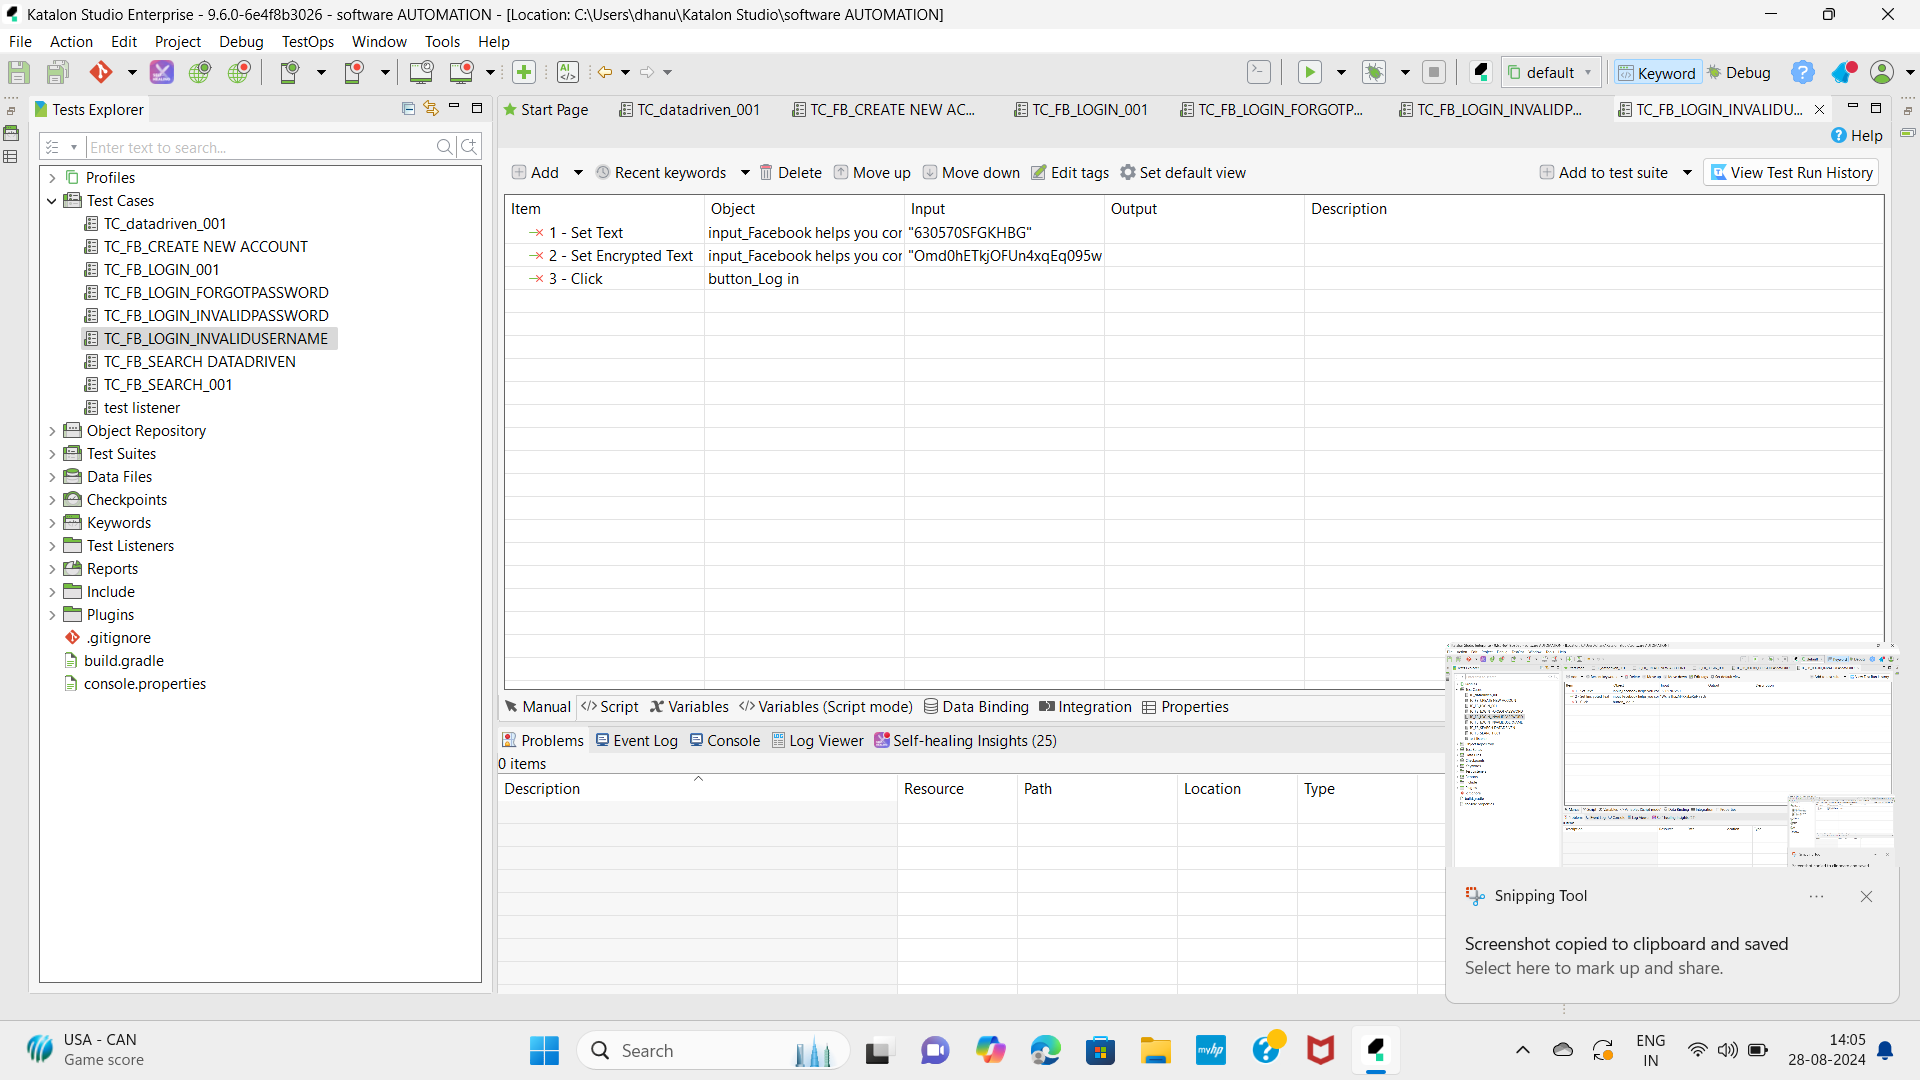 Katalon Studio Enterprise - 9.6.0-6e4f8b3026 - software AUTOMATION - [Location: C:\Users\dhanu\Katalon Studio\software AUTOMATION]
File Action Edit Project Debug TestOps Window Tools Help
default Keyword Debug
Tests Explorer
Start Page TC_datadriven_001 TC_FB_CREATE NEW AC... TC_FB_LOGIN_001 TC_FB_LOGIN_FORGOTP... TC_FB_LOGIN_INVALIDP... TC_FB_LOGIN_INVALIDU...
Help
Enter text to search...
Add Recent keywords Delete Move up Move down Edit tags Set default view Add to test suite View Test Run History
Profiles
Test Cases
TC_datadriven_001
TC_FB_CREATE NEW ACCOUNT
TC_FB_LOGIN_001
TC_FB_LOGIN_FORGOTPASSWORD
TC_FB_LOGIN_INVALIDPASSWORD
TC_FB_LOGIN_INVALIDUSERNAME
TC_FB_SEARCH DATADRIVEN
TC_FB_SEARCH_001
test listener
Object Repository
Test Suites
Data Files
Checkpoints
Keywords
Test Listeners
Reports
Include
Plugins
.gitignore
build.gradle
console.properties
Item Object Input Output Description
1 - Set Text input_Facebook helps you cor "630570SFGKHBG"
2 - Set Encrypted Text input_Facebook helps you cor "Omd0hETkjOFUn4xqEq095w
3 - Click button_Log in
Manual Script Variables Variables (Script mode) Data Binding Integration Properties
Problems Event Log Console Log Viewer Self-healing Insights (25)
0 items
Description Resource Path Location Type
Snipping Tool
Screenshot copied to clipboard and saved
Select here to mark up and share.
USA - CAN
Game score
Search
myhp
ENG
IN
14:05
28-08-2024